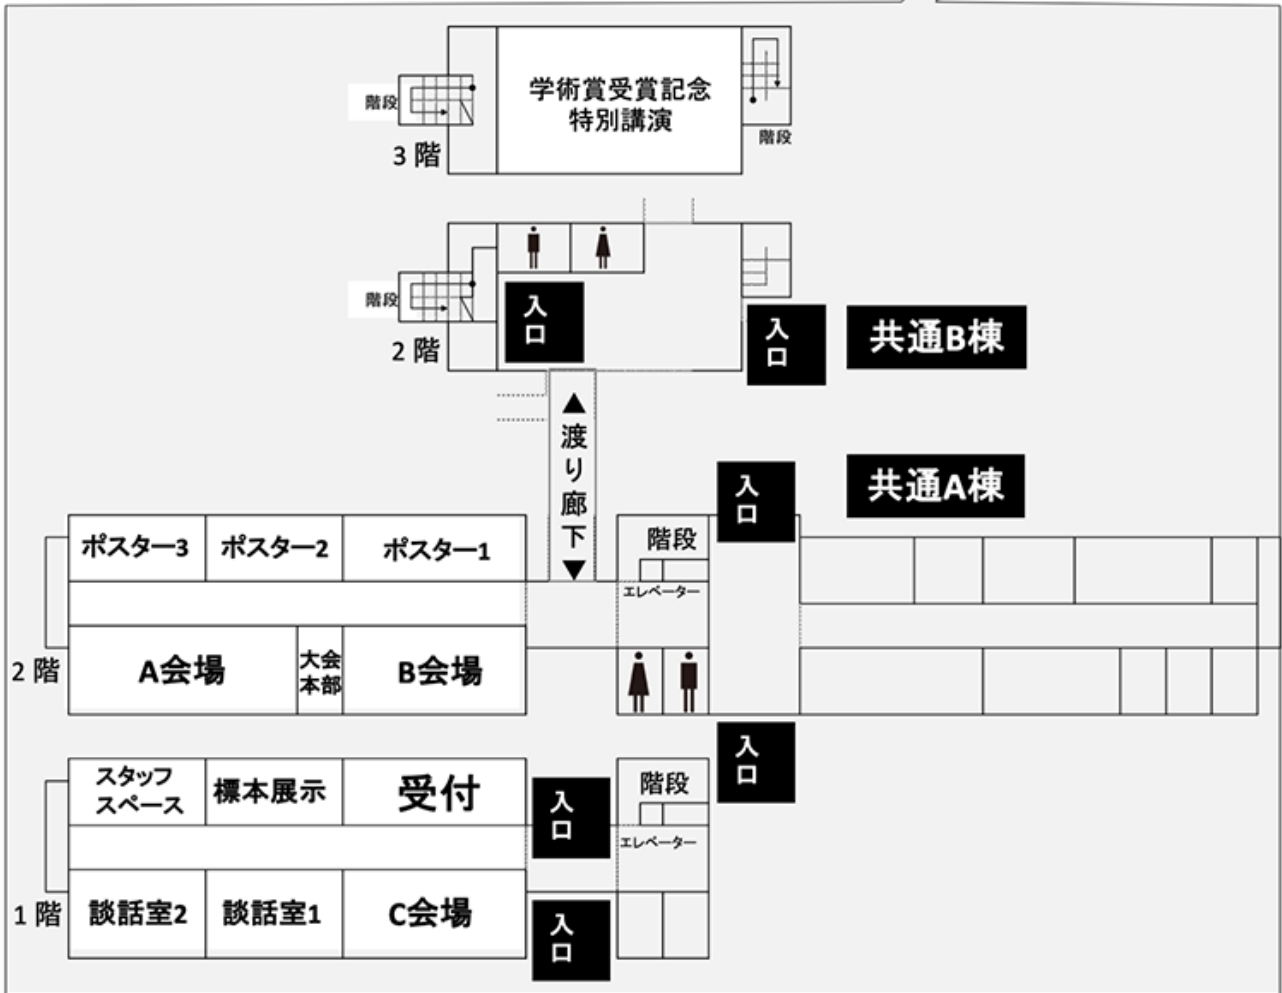 学術賞受賞記念
特別講演
階段
階段
3 階
階段
入
口
入
口
共通B棟
2 階
▲
渡
り
廊
下
▼
入
口
共通A棟
ポスター3
ポスター2
ポスター1
階段
エレベーター
2 階
A会場
大会
本部
B会場
入
口
スタッフ
スペース
標本展示
受付
入
口
階段
エレベーター
1 階
談話室2
談話室1
C会場
入
口